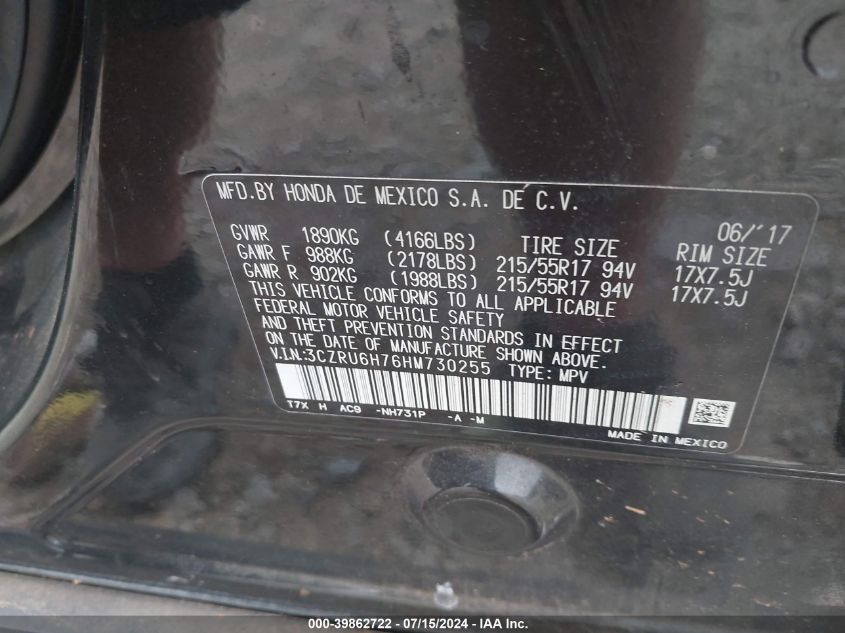 MFD.BY HONDA DE MEXICO S.A. DE C.V.
06/'17
GVWR 1890KG (4166LBS) TIRE SIZE RIM SIZE
GAWR F 988KG (2178LBS) 215/55R17 94V 17X7.5J
GAWR R 902KG (1988LBS) 215/55R17 94V 17X7.5J
THIS VEHICLE CONFORMS TO ALL APPLICABLE
FEDERAL MOTOR VEHICLE SAFETY
AND THEFT PREVENTION STANDARDS IN EFFECT
ON THE DATE OF MANUFACTURE SHOWN ABOVE.
V.I.N.:3CZRU6H76HM730255 TYPE: MPV
T7X H AC9 -NH731P -A -M
MADE IN MEXICO
000-39862722 - 07/15/2024 - IAA Inc.